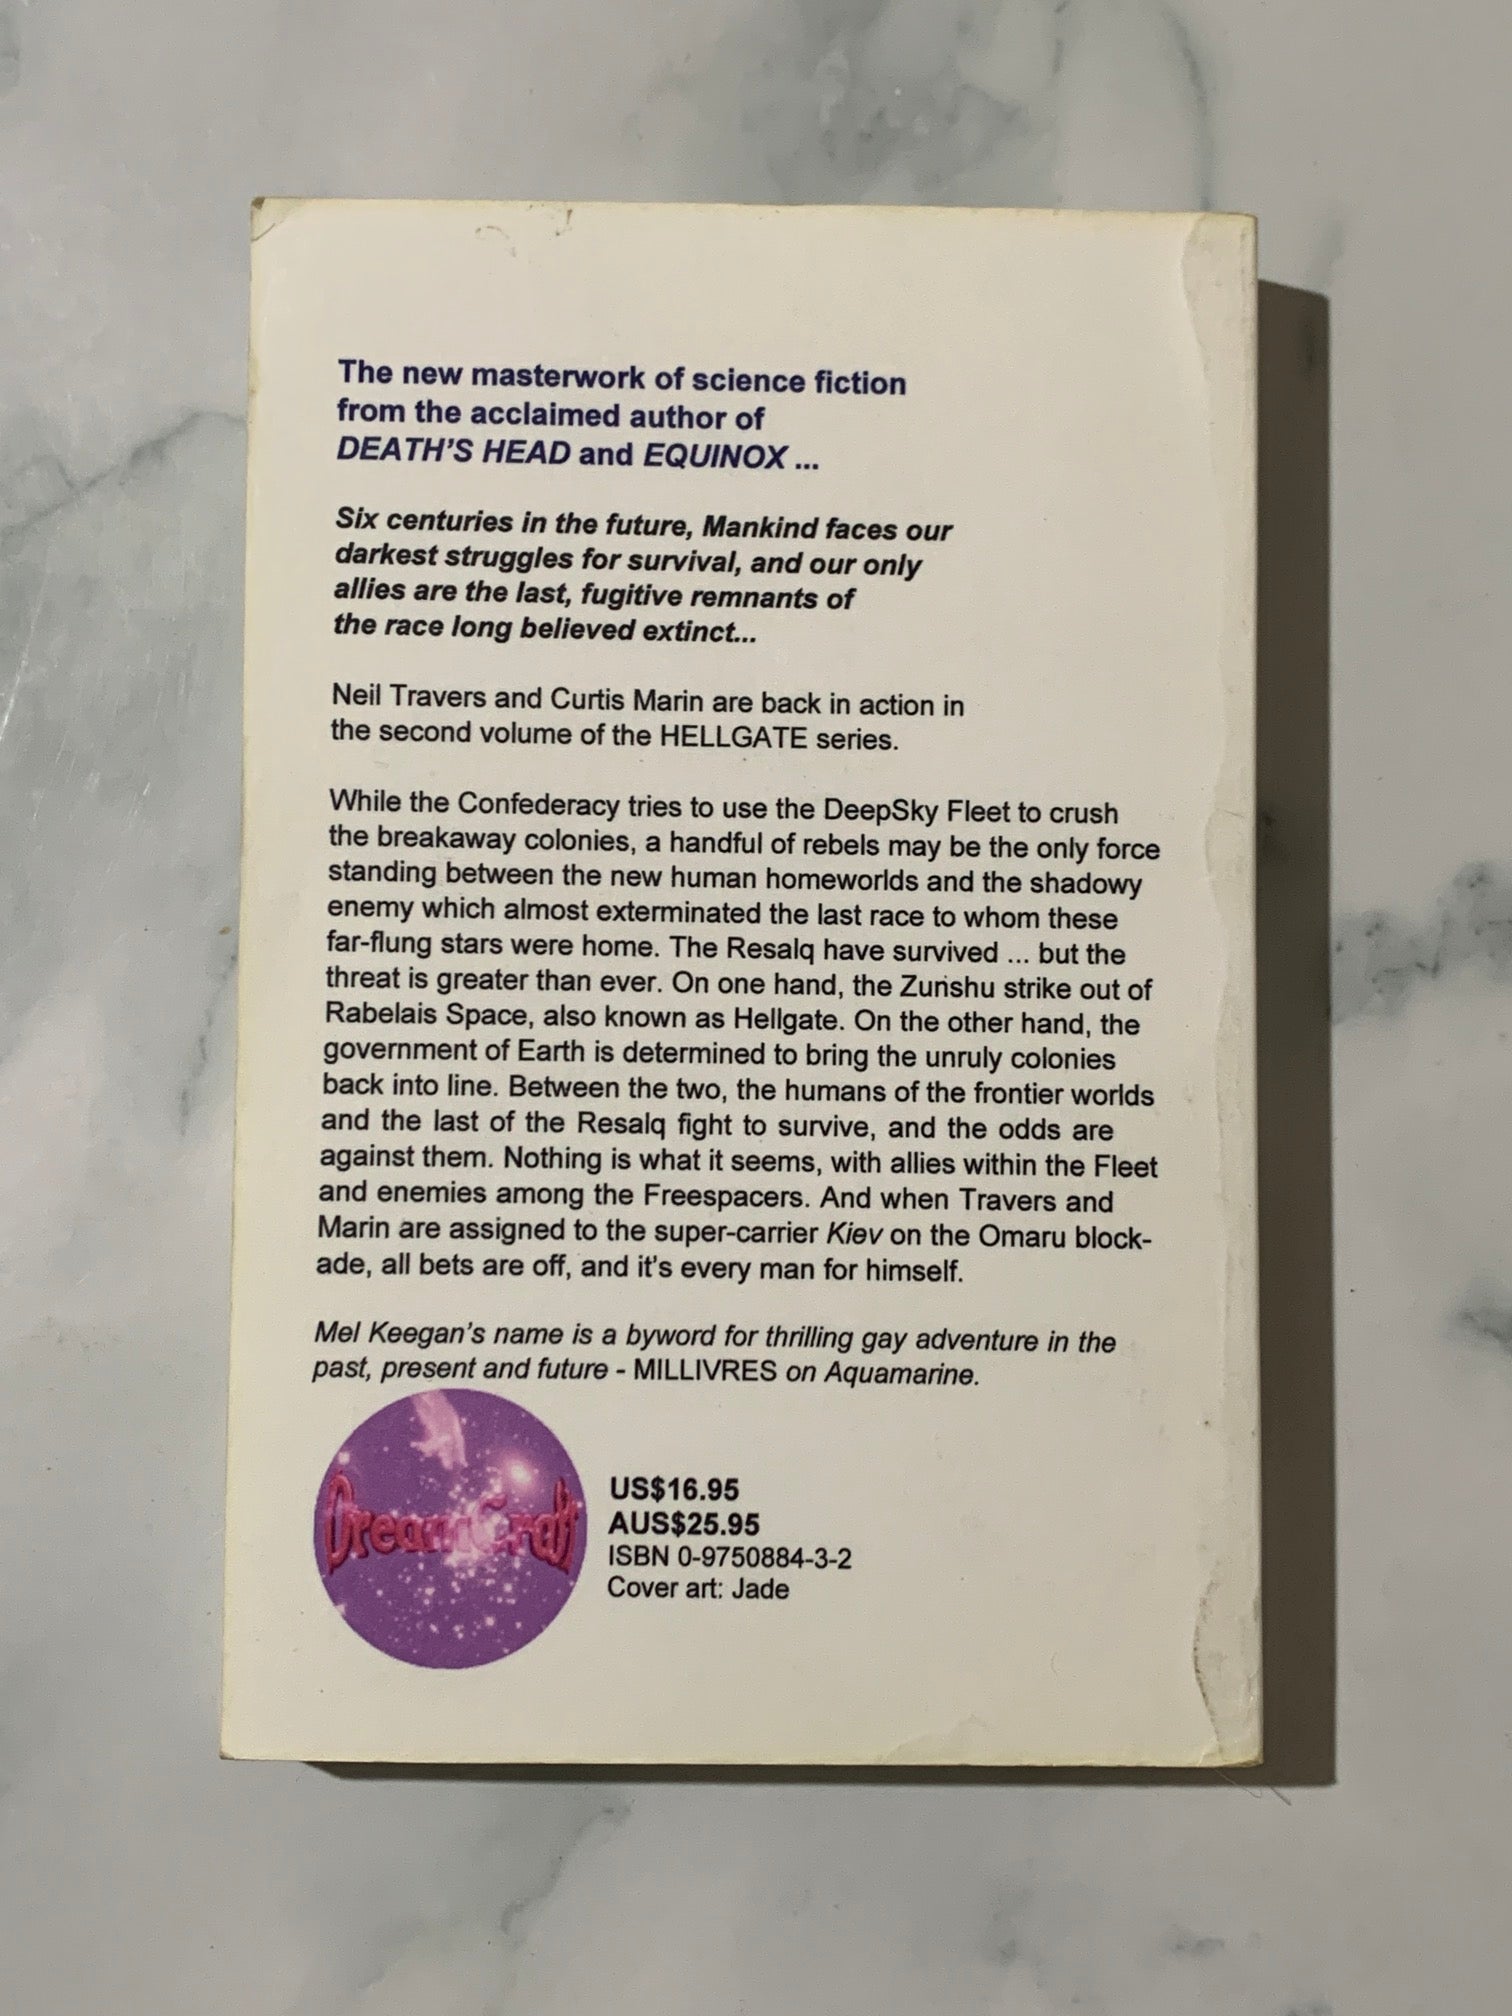 The new masterwork of science fiction
from the acclaimed author of
DEATH'S HEAD and EQUINOX ...
Six centuries in the future, Mankind faces our
darkest struggles for survival, and our only
allies are the last, fugitive remnants of
the race long believed extinct...
Neil Travers and Curtis Marin are back in action in
the second volume of the HELLGATE series.
While the Confederacy tries to use the DeepSky Fleet to crush
the breakaway colonies, a handful of rebels may be the only force
standing between the new human homeworlds and the shadowy
enemy which almost exterminated the last race to whom these
far-flung stars were home. The Resalq have survived ... but the
threat is greater than ever. On one hand, the Zunshu strike out of
Rabelais Space, also known as Hellgate. On the other hand, the
government of Earth is determined to bring the unruly colonies
back into line. Between the two, the humans of the frontier worlds
and the last of the Resalq fight to survive, and the odds are
against them. Nothing is what it seems, with allies within the Fleet
and enemies among the Freespacers. And when Travers and
Marin are assigned to the super-carrier Kiev on the Omaru block-
ade, all bets are off, and it's every man for himself.
Mel Keegan's name is a byword for thrilling gay adventure in the
past, present and future - MILLIVRES on Aquamarine.
DreamCraft
US$16.95
AUS$25.95
ISBN 0-9750884-3-2
Cover art: Jade